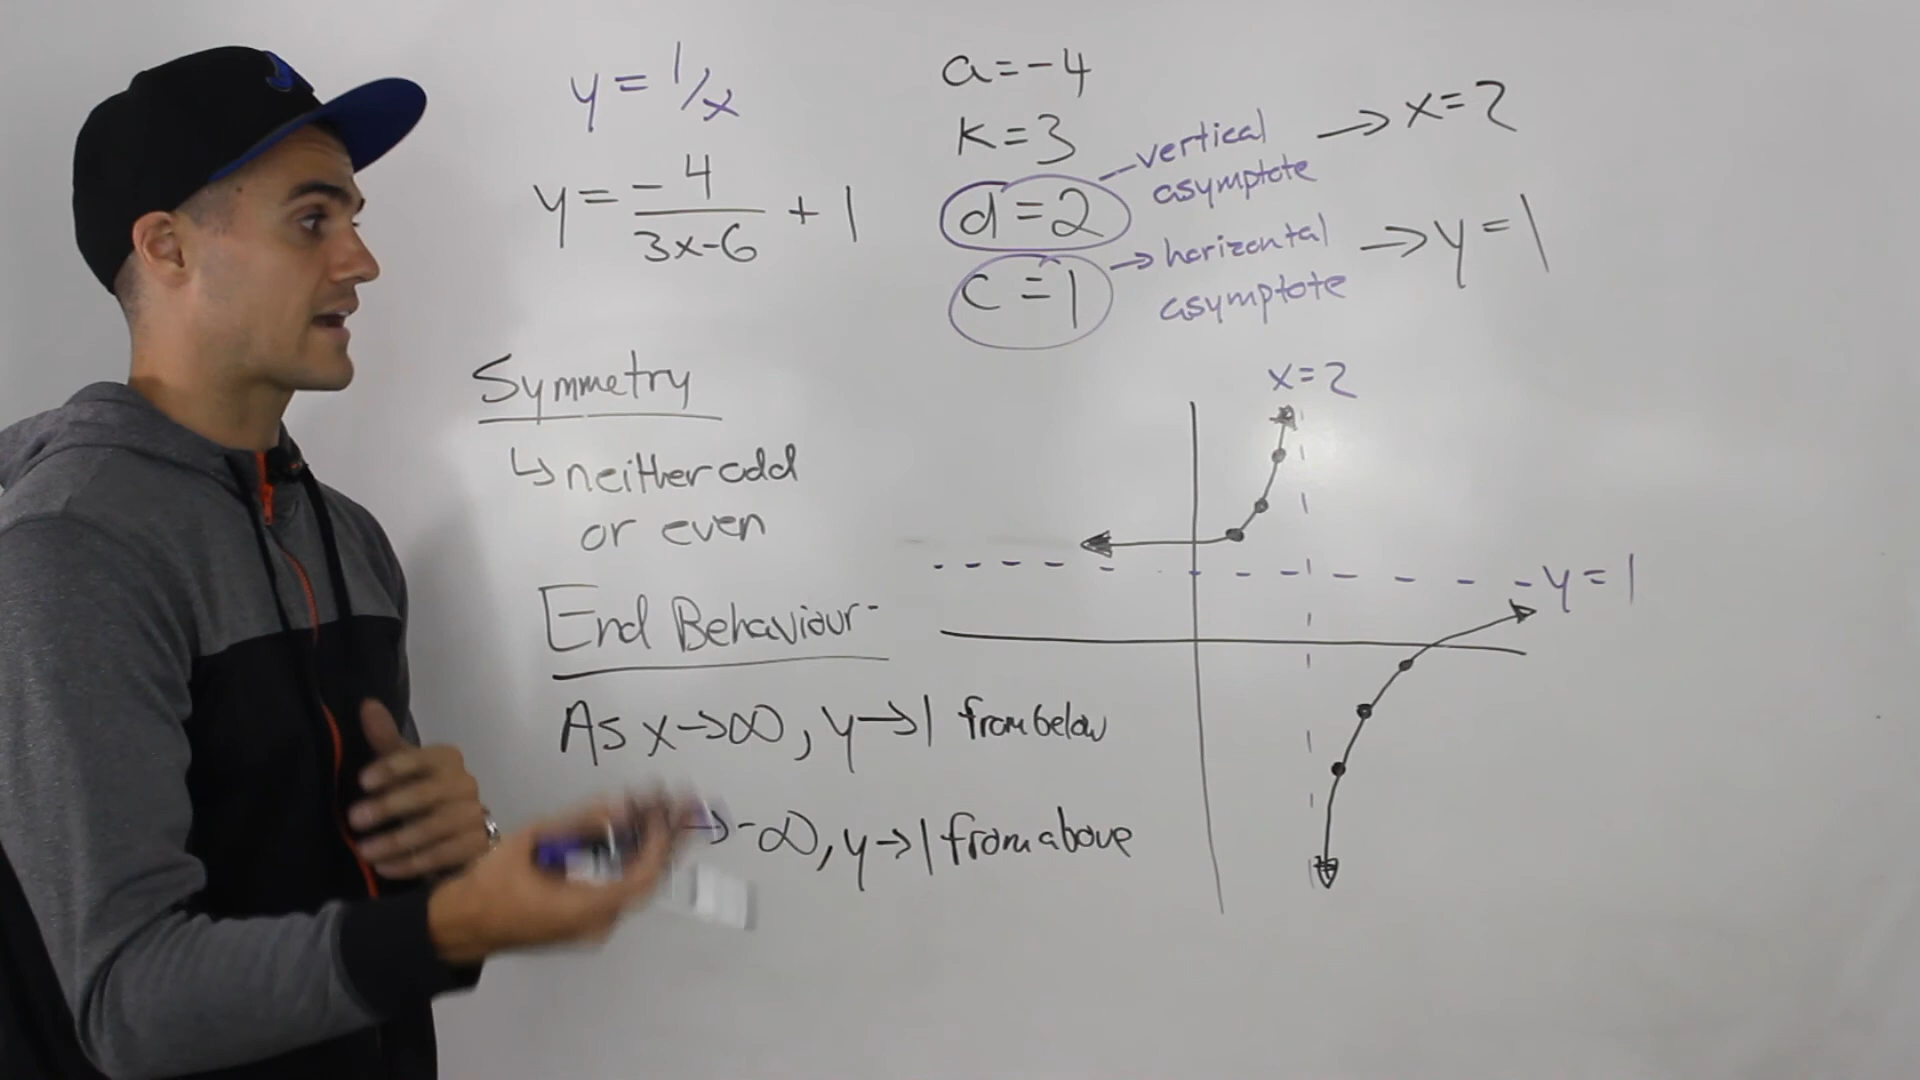 y = 1/x
y = -4/(3x-6) + 1
a = -4
k = 3
d = 2
vertical asymptote → x = 2
c = 1
→ horizontal asymptote → y = 1
Symmetry
↳ neither odd
or even
End Behaviour
As x → ∞, y → 1 from below
→ -∞, y → 1 from above
x = 2
y = 1